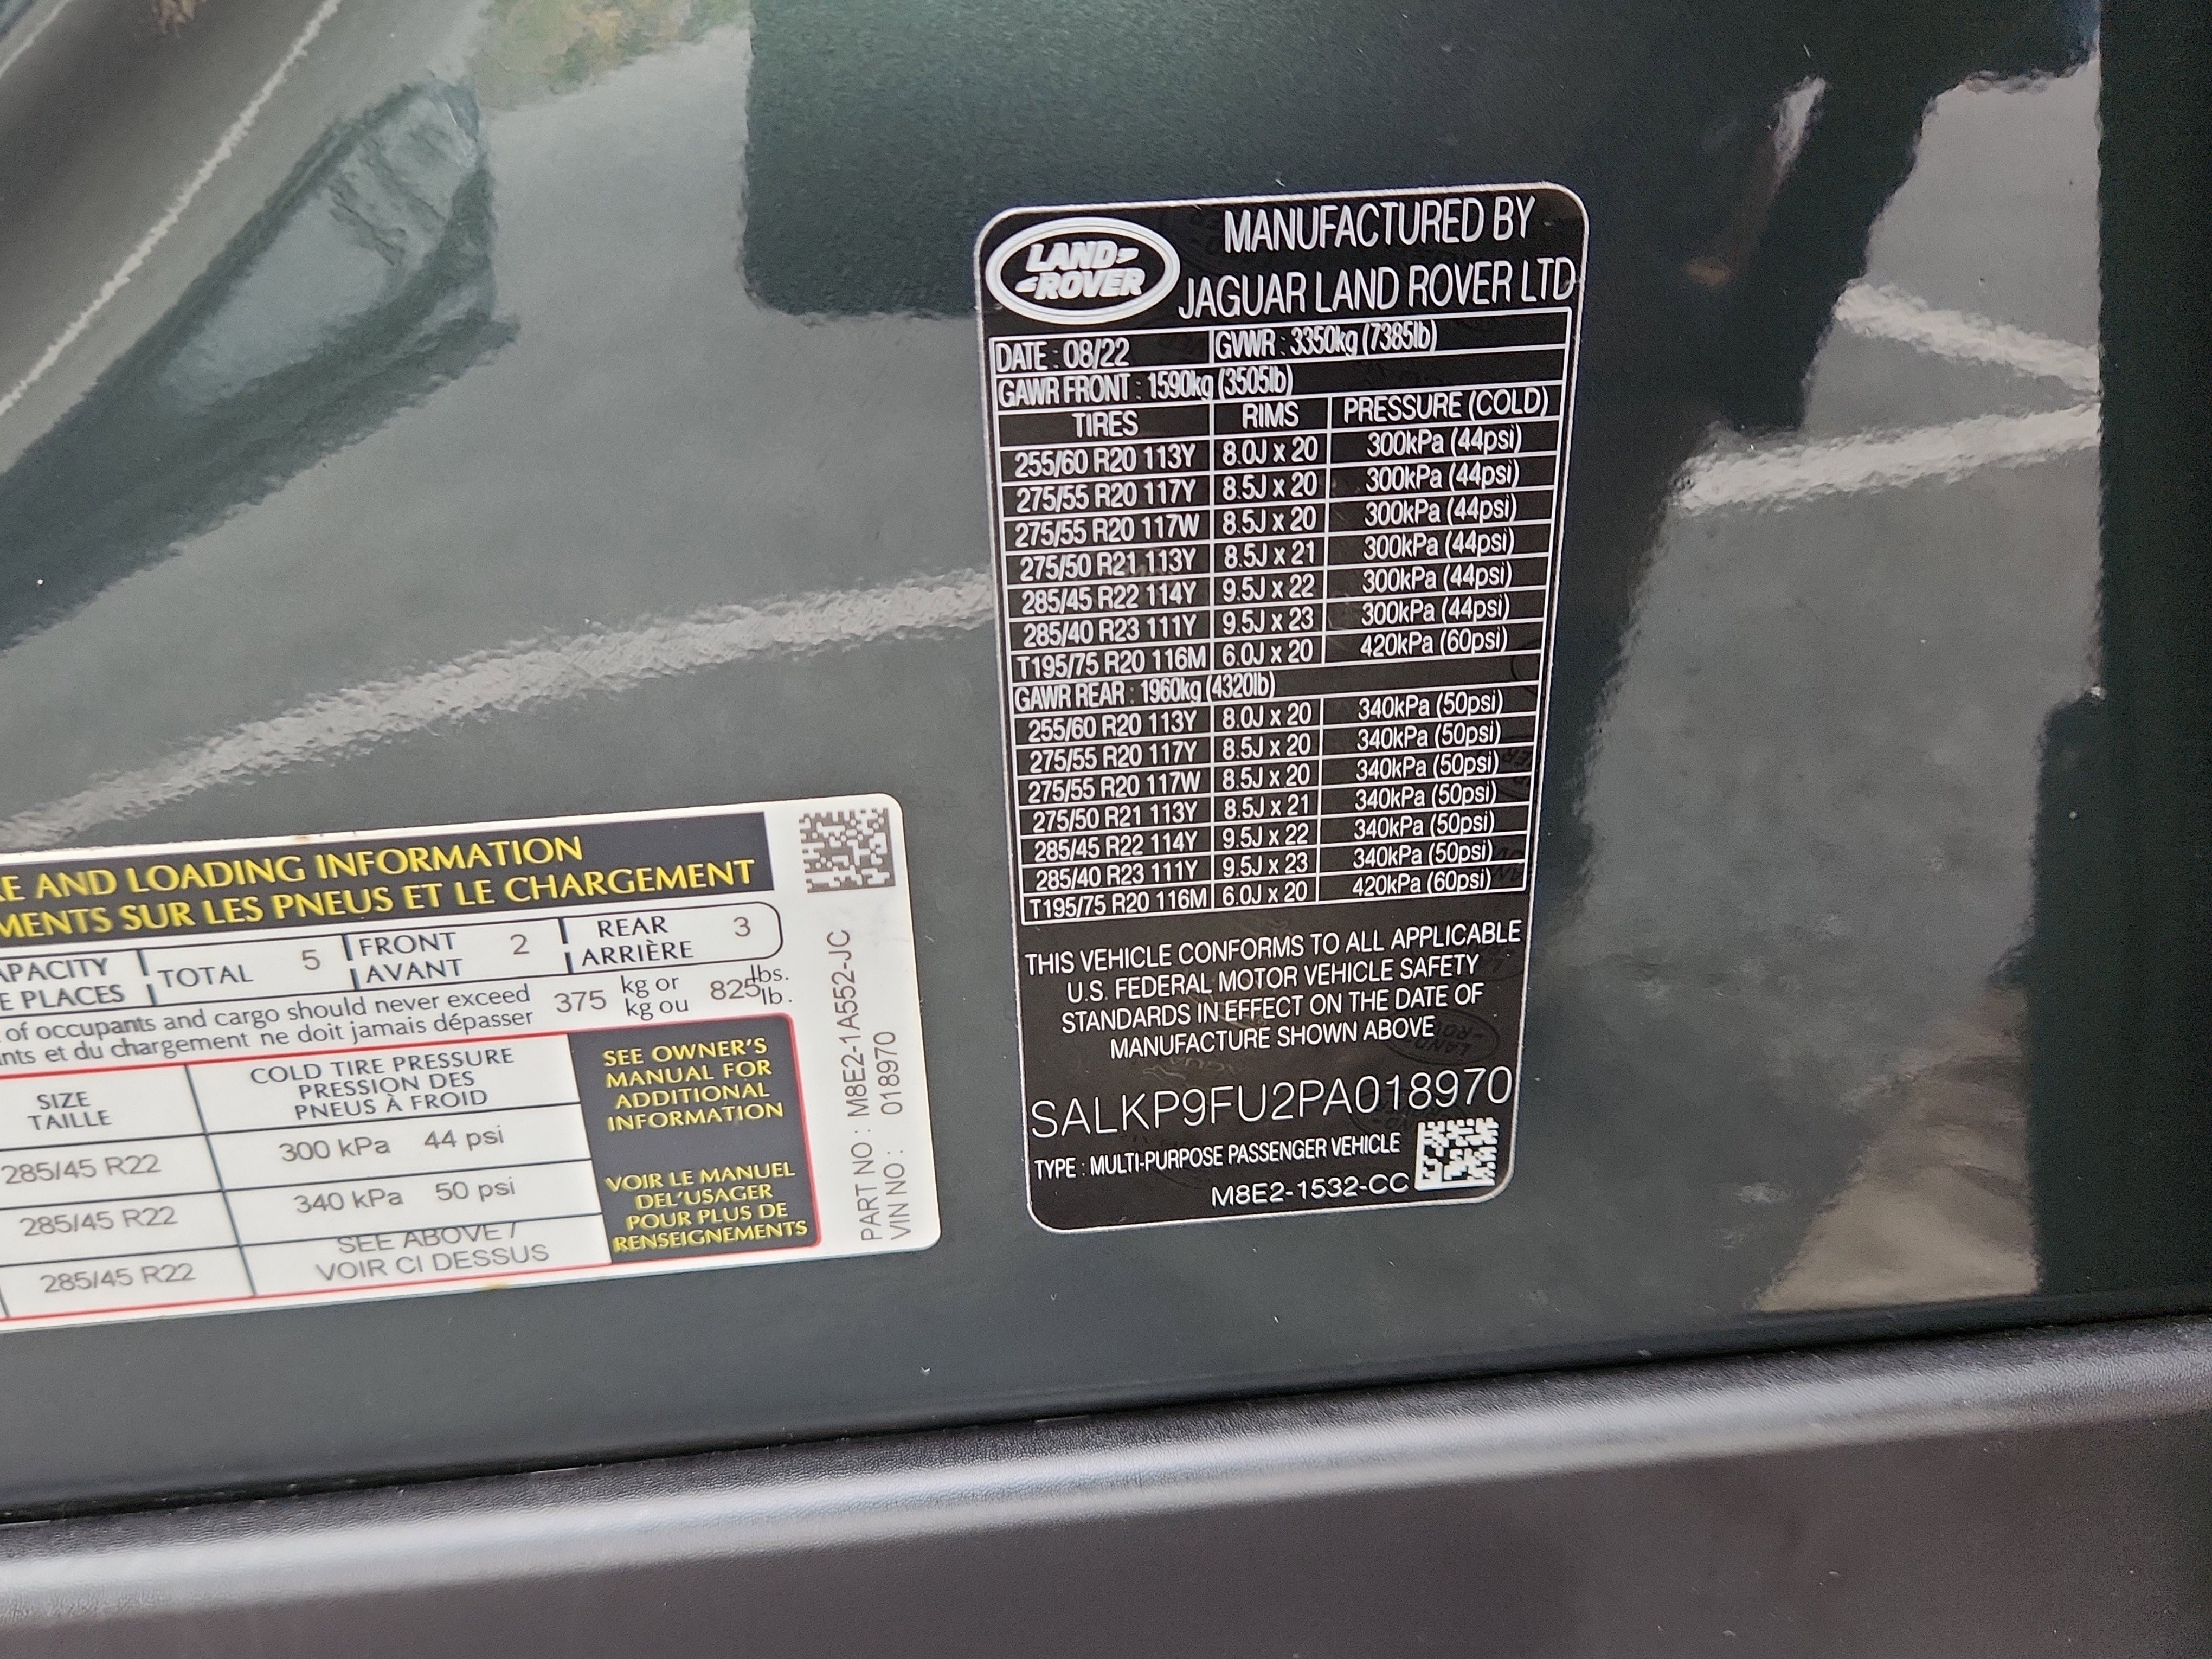 RE AND LOADING INFORMATION
MENTS SUR LES PNEUS ET LE CHARGEMENT
APACITY
E PLACES
TOTAL 5
FRONT
AVANT
2
REAR
ARRIÈRE
3
of occupants and cargo should never exceed
nts et du chargement ne doit jamais dépasser
375 kg or
kg ou
825 lbs.
lb.
SIZE
TAILLE
COLD TIRE PRESSURE
PRESSION DES
PNEUS À FROID
285/45 R22 300 kPa 44 psi
285/45 R22 340 kPa 50 psi
285/45 R22 SEE ABOVE /
VOIR CI DESSUS
SEE OWNER'S
MANUAL FOR
ADDITIONAL
INFORMATION
VOIR LE MANUEL
DEL'USAGER
POUR PLUS DE
RENSEIGNEMENTS
PART NO : M8E2-1A552-JC
VIN NO : 018970
LAND
ROVER
MANUFACTURED BY
JAGUAR LAND ROVER LTD
DATE : 08/22 GVWR : 3350kg (7385lb)
GAWR FRONT : 1590kg (3505lb)
TIRES RIMS PRESSURE (COLD)
255/60 R20 113Y 8.0J x 20 300kPa (44psi)
275/55 R20 117Y 8.5J x 20 300kPa (44psi)
275/55 R20 117W 8.5J x 20 300kPa (44psi)
275/50 R21 113Y 8.5J x 21 300kPa (44psi)
285/45 R22 114Y 9.5J x 22 300kPa (44psi)
285/40 R23 111Y 9.5J x 23 300kPa (44psi)
T195/75 R20 116M 6.0J x 20 420kPa (60psi)
GAWR REAR : 1960kg (4320lb)
255/60 R20 113Y 8.0J x 20 340kPa (50psi)
275/55 R20 117Y 8.5J x 20 340kPa (50psi)
275/55 R20 117W 8.5J x 20 340kPa (50psi)
275/50 R21 113Y 8.5J x 21 340kPa (50psi)
285/45 R22 114Y 9.5J x 22 340kPa (50psi)
285/40 R23 111Y 9.5J x 23 340kPa (50psi)
T195/75 R20 116M 6.0J x 20 420kPa (60psi)
THIS VEHICLE CONFORMS TO ALL APPLICABLE
U.S. FEDERAL MOTOR VEHICLE SAFETY
STANDARDS IN EFFECT ON THE DATE OF
MANUFACTURE SHOWN ABOVE
SALKP9FU2PA018970
TYPE : MULTI-PURPOSE PASSENGER VEHICLE
M8E2-1532-CC